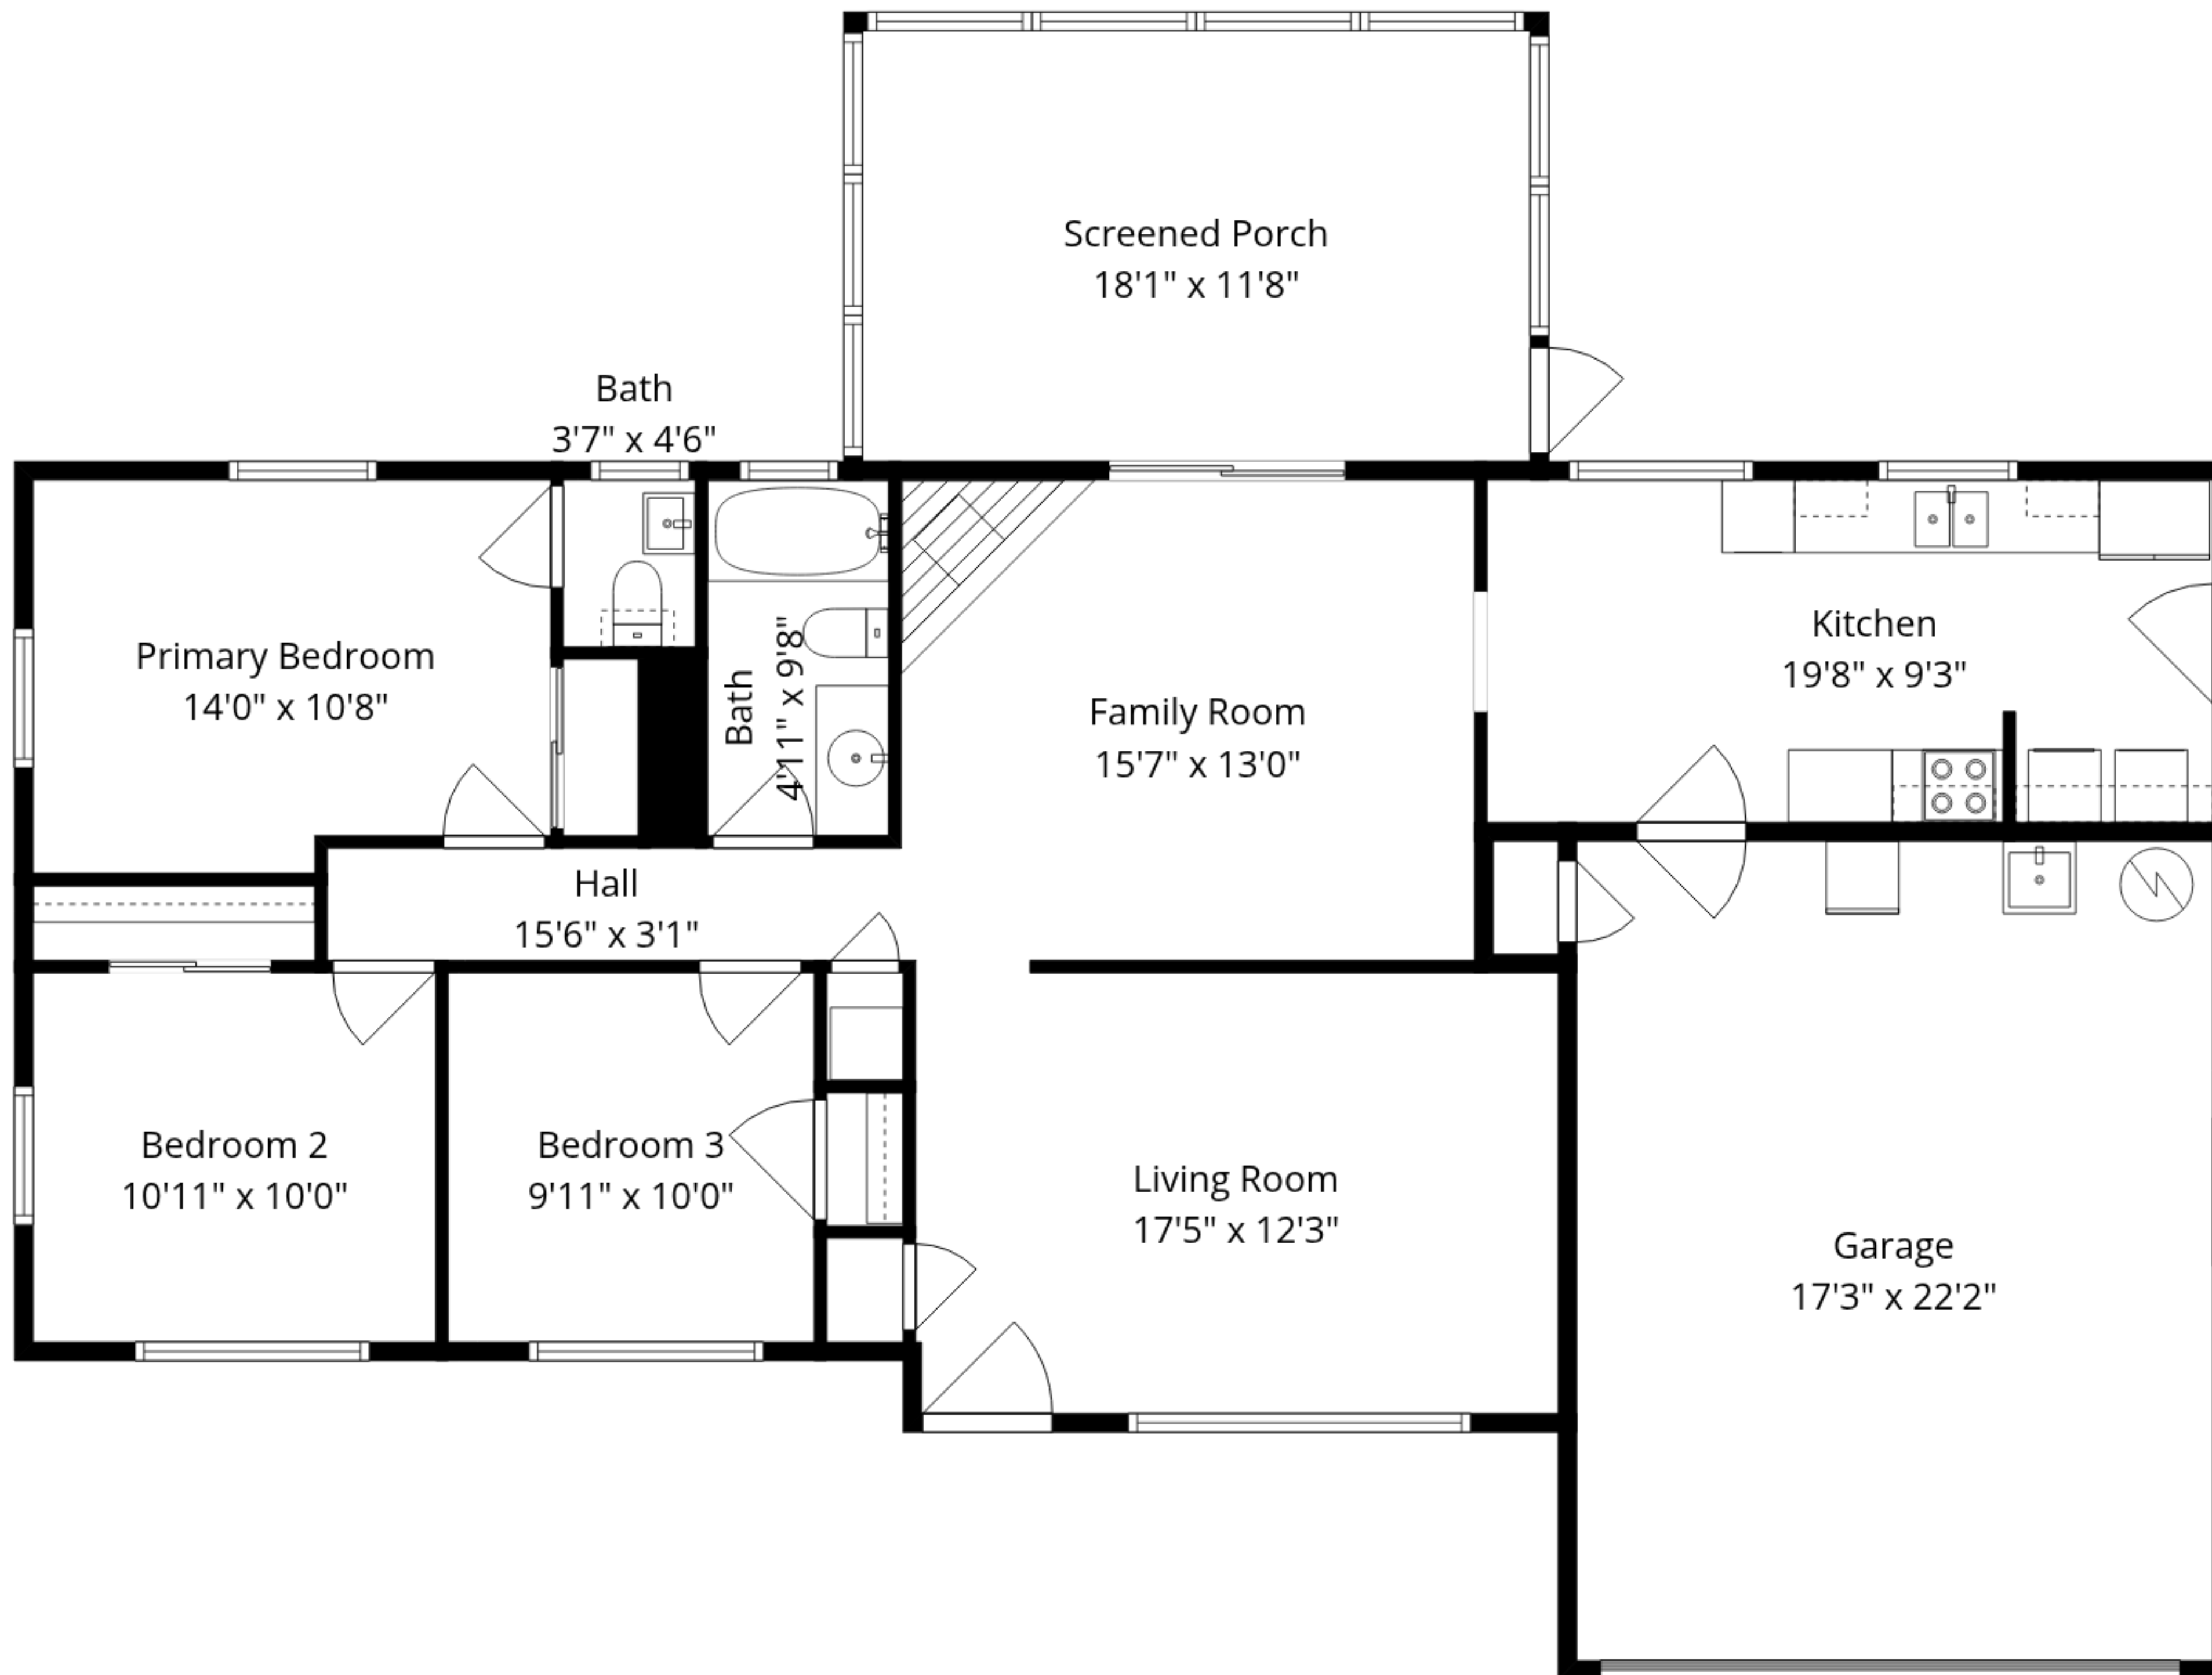 Screened Porch
18'1" x 11'8"
Bath
3'7" x 4'6"
Primary Bedroom
14'0" x 10'8"
Bath
4'11" x 9'8"
Family Room
15'7" x 13'0"
Kitchen
19'8" x 9'3"
Hall
15'6" x 3'1"
Bedroom 2
10'11" x 10'0"
Bedroom 3
9'11" x 10'0"
Living Room
17'5" x 12'3"
Garage
17'3" x 22'2"